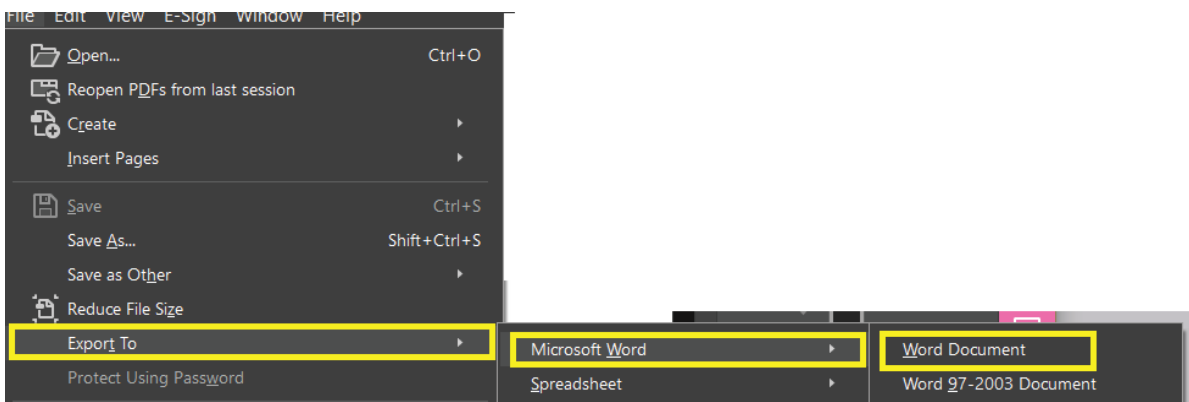 File Edit View E-Sign Window Help
Open... Ctrl+O
Reopen PDFs from last session
Create
Insert Pages
Save Ctrl+S
Save As... Shift+Ctrl+S
Save as Other
Reduce File Size
Export To
Protect Using Password
Microsoft Word
Spreadsheet
Word Document
Word 97-2003 Document